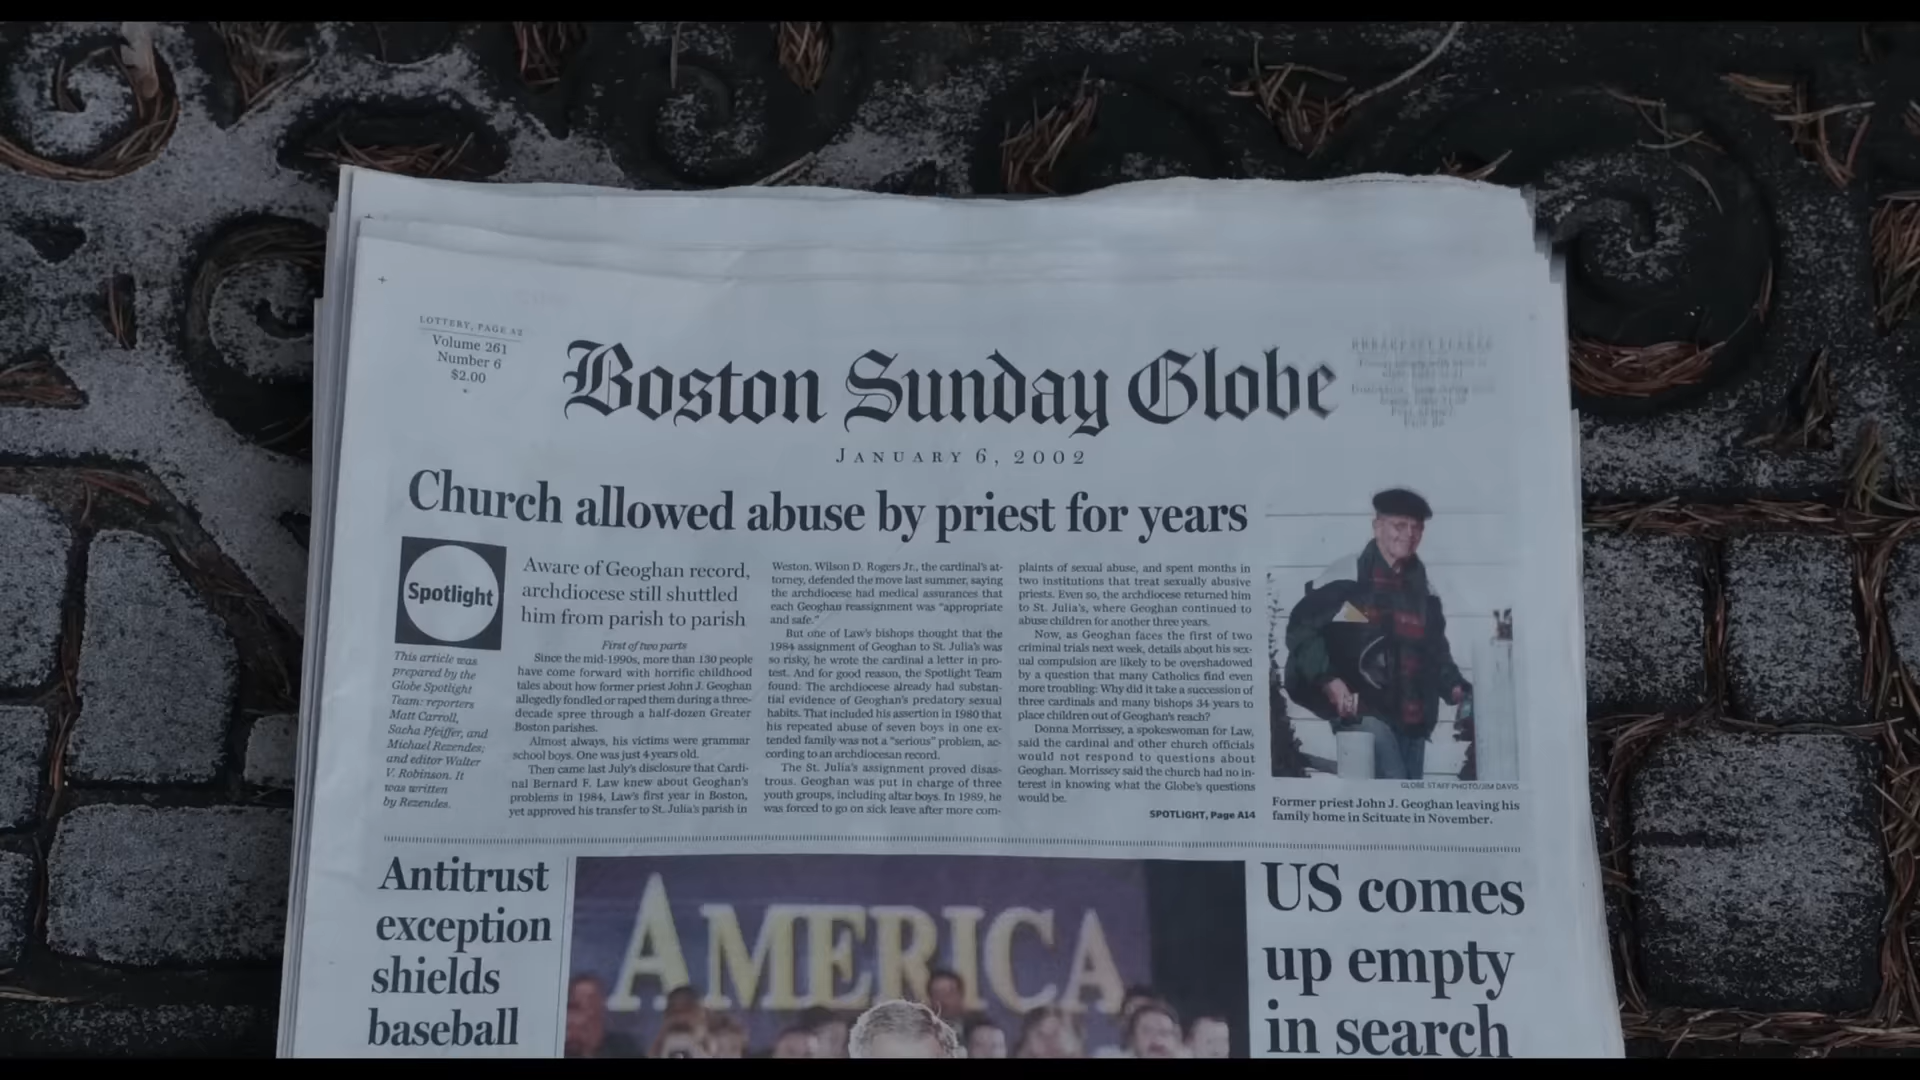 LOTTERY, PAGE A2
Volume 261
Number 6
$2.00
Boston Sunday Globe
JANUARY 6, 2002
Church allowed abuse by priest for years
Spotlight
This article was
prepared by the
Globe Spotlight
Team: reporters
Matt Carroll,
Sacha Pfeiffer, and
Michael Rezendes;
and editor Walter
V. Robinson. It
was written
by Rezendes.
Aware of Geoghan record,
archdiocese still shuttled
him from parish to parish
First of two parts
Since the mid-1990s, more than 130 people
have come forward with horrific childhood
tales about how former priest John J. Geoghan
allegedly fondled or raped them during a three-
decade spree through a half-dozen Greater
Boston parishes.
Almost always, his victims were grammar
school boys. One was just 4 years old.
Then came last July's disclosure that Cardi-
nal Bernard F. Law knew about Geoghan's
problems in 1984, Law's first year in Boston,
yet approved his transfer to St. Julia's parish in
Weston. Wilson D. Rogers Jr., the cardinal's at-
torney, defended the move last summer, saying
the archdiocese had medical assurances that
each Geoghan reassignment was "appropriate
and safe."
But one of Law's bishops thought that the
1984 assignment of Geoghan to St. Julia's was
so risky, he wrote the cardinal a letter in pro-
test. And for good reason, the Spotlight Team
found: The archdiocese already had substan-
tial evidence of Geoghan's predatory sexual
habits. That included his assertion in 1980 that
his repeated abuse of seven boys in one ex-
tended family was not a "serious" problem, ac-
cording to an archdiocesan record.
The St. Julia's assignment proved disas-
trous. Geoghan was put in charge of three
youth groups, including altar boys. In 1989, he
was forced to go on sick leave after more com-
plaints of sexual abuse, and spent months in
two institutions that treat sexually abusive
priests. Even so, the archdiocese returned him
to St. Julia's, where Geoghan continued to
abuse children for another three years.
Now, as Geoghan faces the first of two
criminal trials next week, details about his sex-
ual compulsion are likely to be overshadowed
by a question that many Catholics find even
more troubling: Why did it take a succession of
three cardinals and many bishops 34 years to
place children out of Geoghan's reach?
Donna Morrissey, a spokeswoman for Law,
said the cardinal and other church officials
would not respond to questions about
Geoghan. Morrissey said the church had no in-
terest in knowing what the Globe's questions
would be.
SPOTLIGHT, Page A14
GLOBE STAFF PHOTO/JIM DAVIS
Former priest John J. Geoghan leaving his
family home in Scituate in November.
Antitrust
exception
shields
baseball
AMERICA
US comes
up empty
in search